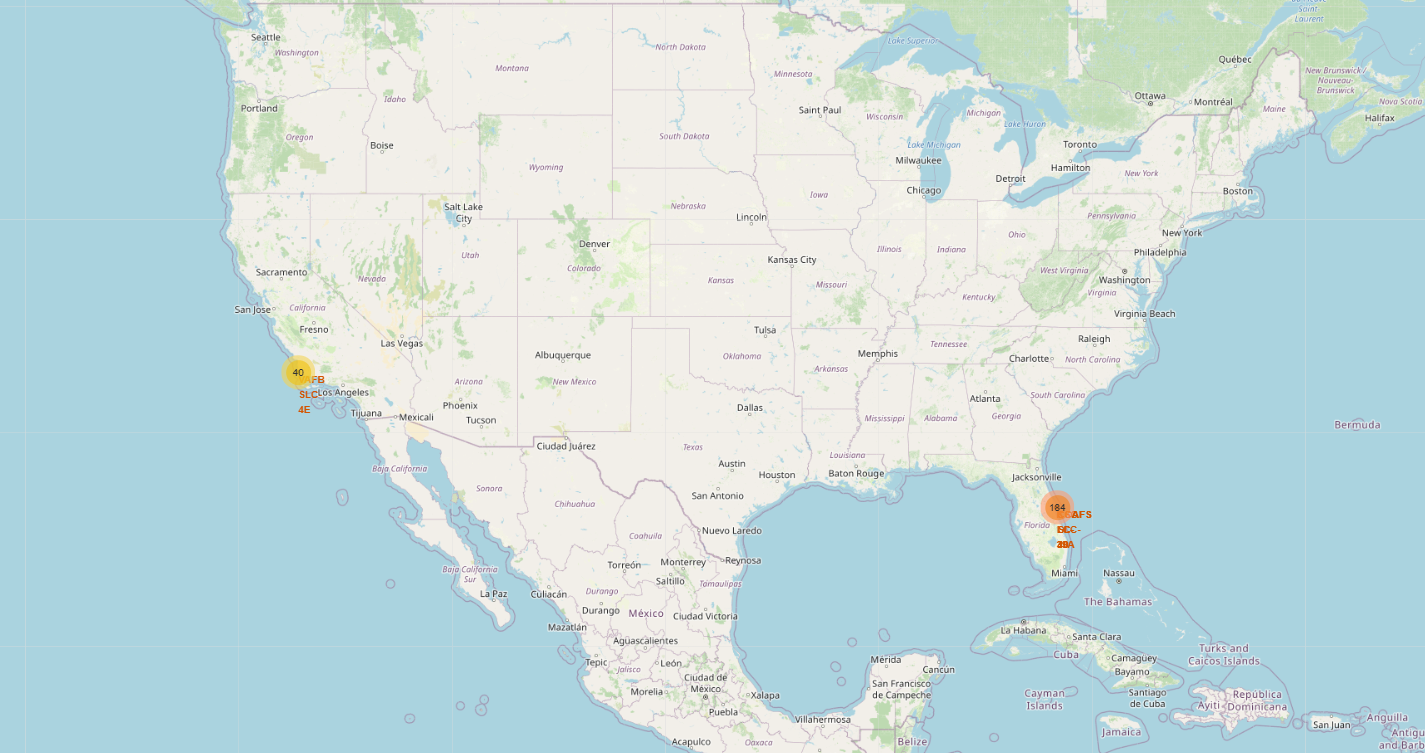 Seattle
Washington
Portland
Oregon
Idaho
Boise
Montana
Wyoming
North Dakota
South Dakota
Minnesota
Saint Paul
Wisconsin
Milwaukee
Chicago
Lake Superior
Lake Michigan
Michigan
Lake Huron
Detroit
Toronto
Hamilton
Ottawa
Montréal
Québec
Saint-
Laurent
New Brunswick /
Nouveau-
Brunswick
Maine
Nova Scotia
Halifax
New York
Boston
Pennsylvania
New York
Philadelphia
Washington
Ohio
West Virginia
Virginia
Virginia Beach
Iowa
Nebraska
Lincoln
Salt Lake
City
Utah
Denver
Colorado
Kansas
Kansas City
Missouri
Illinois
Indiana
Kentucky
Sacramento
Nevada
California
San Jose
Fresno
Las Vegas
40
AFB
SLC-
4E
Los Angeles
Tijuana
Mexicali
Arizona
Phoenix
Tucson
Albuquerque
New Mexico
Tulsa
Oklahoma
Arkansas
Memphis
Tennessee
Raleigh
Charlotte
North Carolina
South Carolina
Atlanta
Georgia
Alabama
Mississippi
Dallas
Texas
Louisiana
Baton Rouge
Austin
Houston
San Antonio
Ciudad Juárez
Baja California
Sonora
Chihuahua
Coahuila
Nuevo Laredo
Reynosa
Monterrey
Saltillo
Torreón
Tamaulipas
Baja California
Sur
La Paz
Culiacán
Durango
Durango
México
Ciudad Victoria
Mazatlán
Aguascalientes
Tepic
León
Jalisco
Morelia
Ciudad de
México
Xalapa
Puebla
Acapulco
Oaxaca
Villahermosa
Mérida
Cancún
San Francisco
de Campeche
Belize
Jacksonville
184
AFS
Florida
Miami
Nassau
The Bahamas
Bermuda
La Habana
Santa Clara
Cuba
Camagüey
Bayamo
Santiago
de Cuba
Turks and
Caicos Islands
Cayman
Islands
Jamaica
Ayiti
República
Dominicana
San Juan
Anguilla